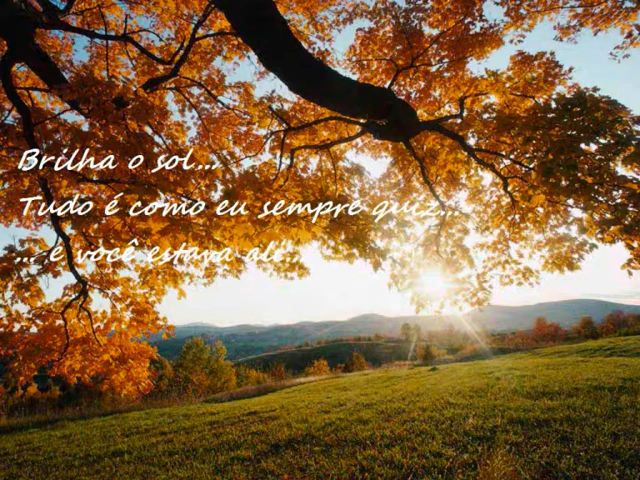 Brilha o sol...
Tudo é como eu sempre quiz...
... e você estava ali...